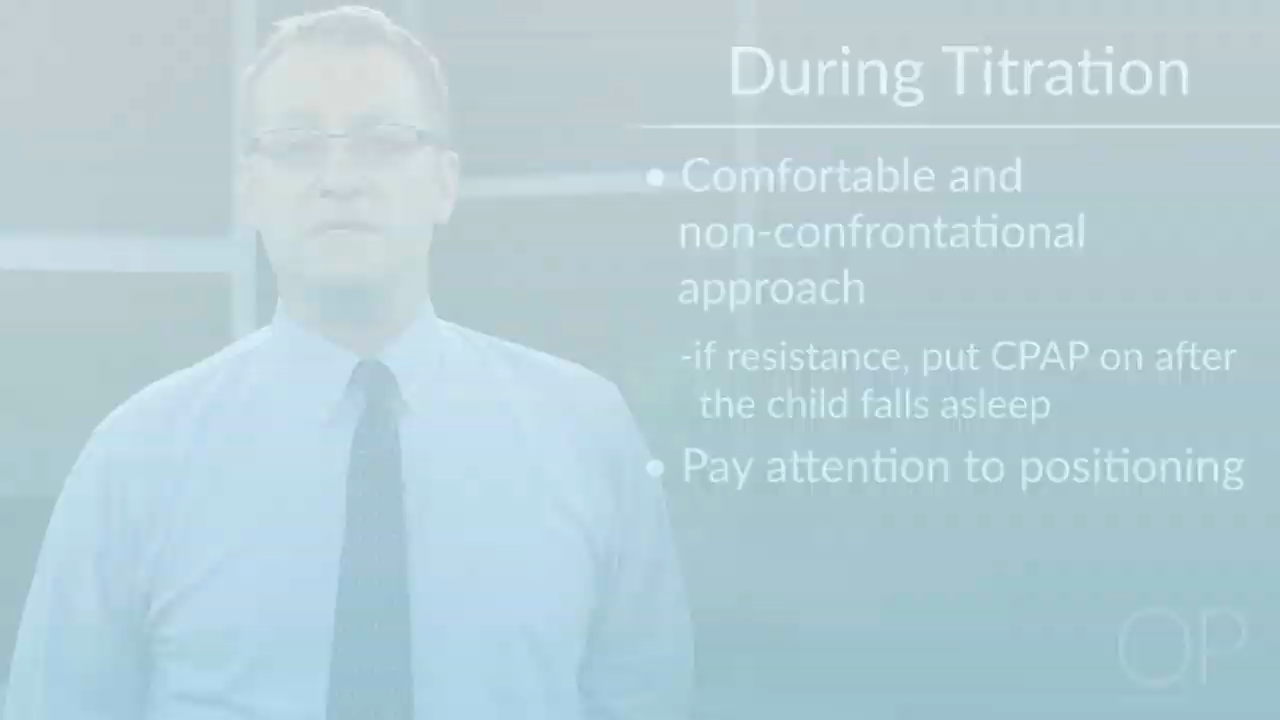 During Titration
• Comfortable and
non-confrontational
approach
-if resistance, put CPAP on after
the child falls asleep
• Pay attention to positioning
OP